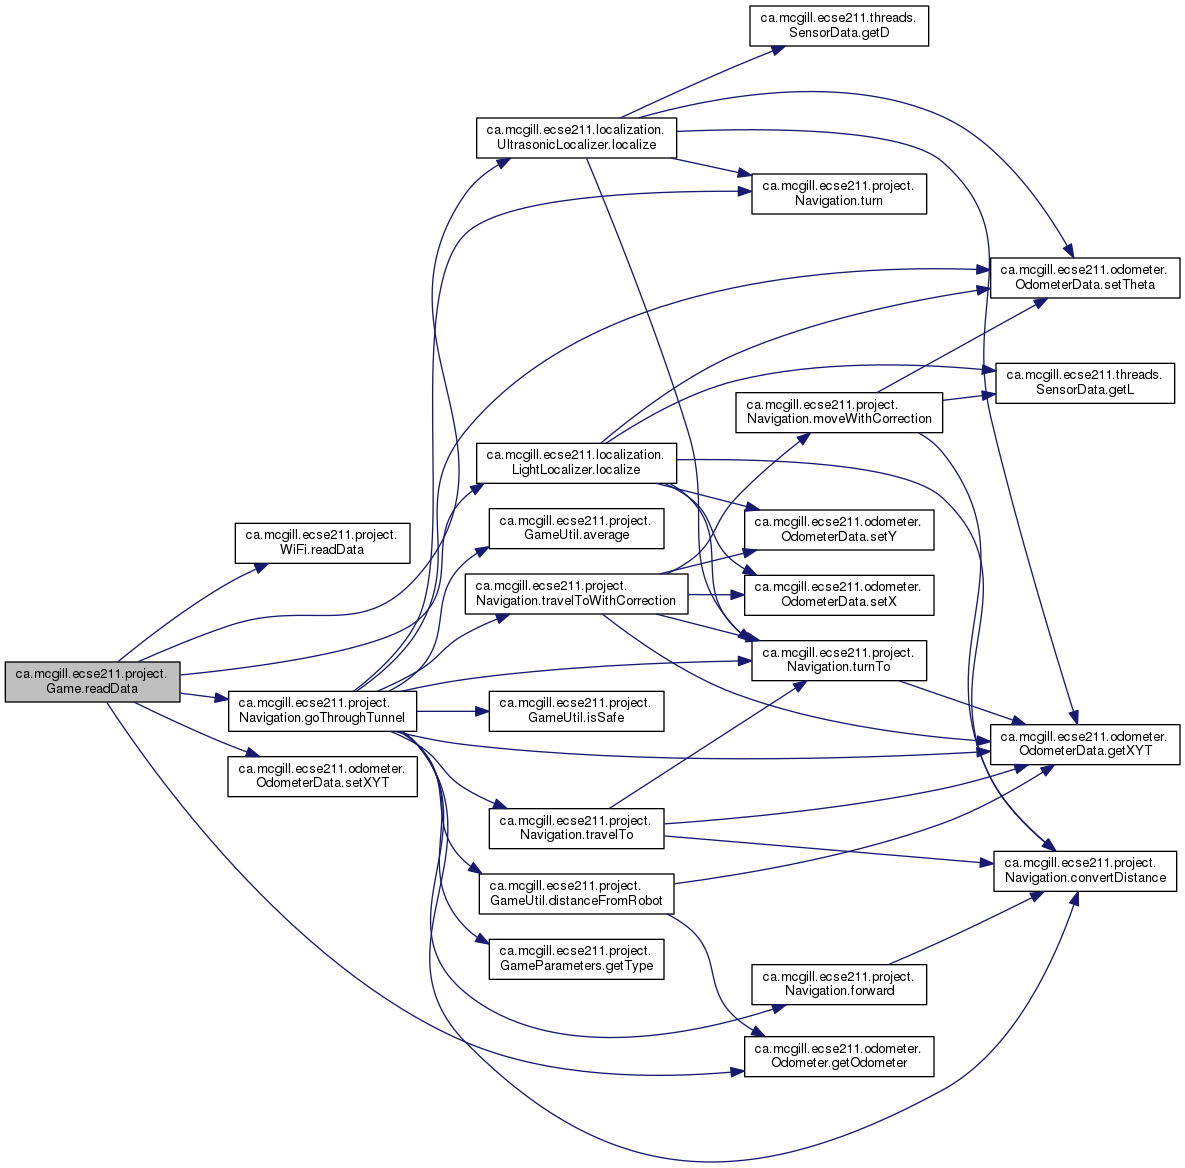 ca.mcgill.ecse211.threads.
SensorData.getD
ca.mcgill.ecse211.localization.
UltrasonicLocalizer.localize
ca.mcgill.ecse211.project.
Navigation.turn
ca.mcgill.ecse211.odometer.
OdometerData.setTheta
ca.mcgill.ecse211.threads.
SensorData.getL
ca.mcgill.ecse211.project.
Navigation.moveWithCorrection
ca.mcgill.ecse211.localization.
LightLocalizer.localize
ca.mcgill.ecse211.project.
GameUtil.average
ca.mcgill.ecse211.odometer.
OdometerData.setY
ca.mcgill.ecse211.project.
WiFi.readData
ca.mcgill.ecse211.project.
Navigation.travelToWithCorrection
ca.mcgill.ecse211.odometer.
OdometerData.setX
ca.mcgill.ecse211.project.
Navigation.turnTo
ca.mcgill.ecse211.project.
Game.readData
ca.mcgill.ecse211.project.
Navigation.goThroughTunnel
ca.mcgill.ecse211.project.
GameUtil.isSafe
ca.mcgill.ecse211.odometer.
OdometerData.getXYT
ca.mcgill.ecse211.odometer.
OdometerData.setXYT
ca.mcgill.ecse211.project.
Navigation.travelTo
ca.mcgill.ecse211.project.
Navigation.convertDistance
ca.mcgill.ecse211.project.
GameUtil.distanceFromRobot
ca.mcgill.ecse211.project.
GameParameters.getType
ca.mcgill.ecse211.project.
Navigation.forward
ca.mcgill.ecse211.odometer.
Odometer.getOdometer